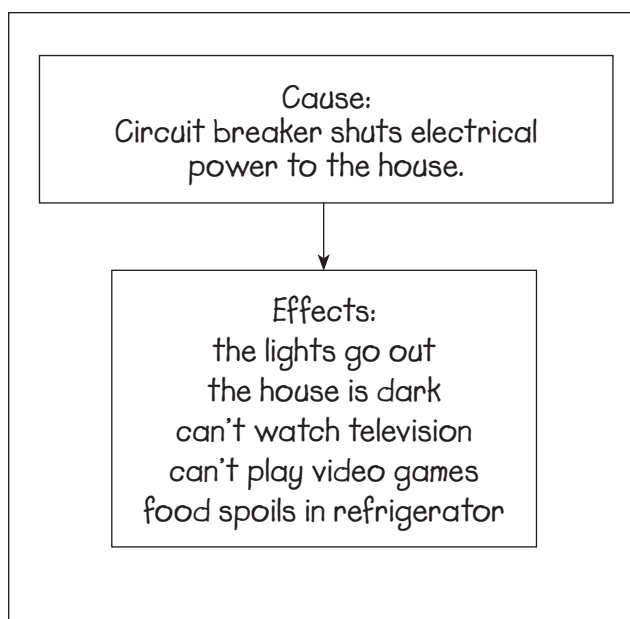 Cause:
Circuit breaker shuts electrical
power to the house.
Effects:
the lights go out
the house is dark
can't watch television
can't play video games
food spoils in refrigerator